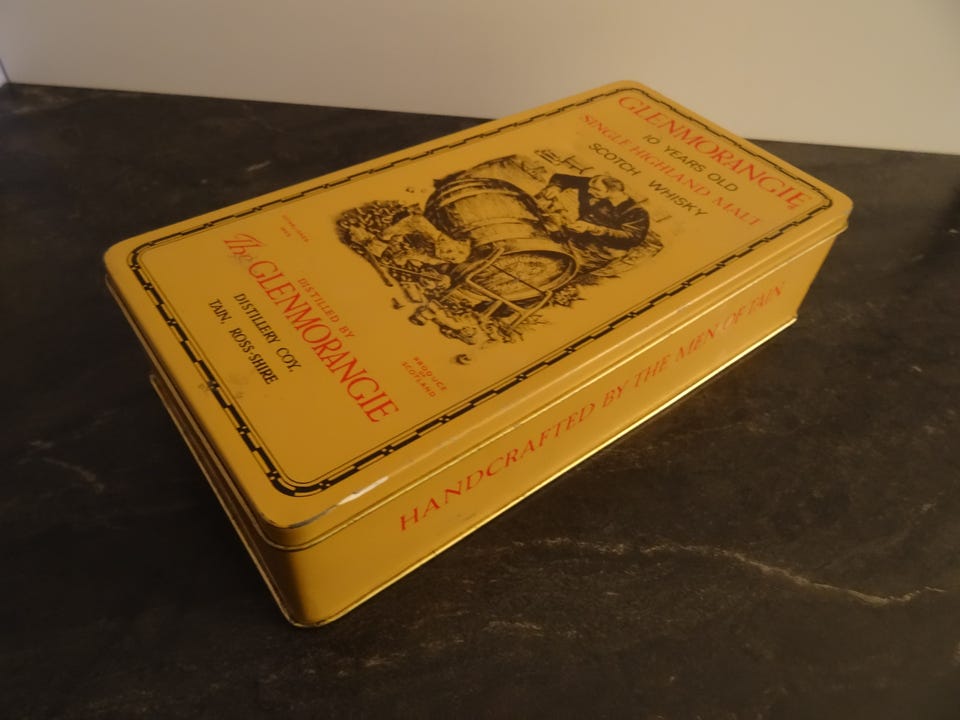 GLENMORANGIE
10 YEARS OLD
SINGLE HIGHLAND MALT
SCOTCH WHISKY
DISTILLED BY
The GLENMORANGIE
DISTILLERY COY,
TAIN, ROSS-SHIRE
PRODUCE
OF
SCOTLAND
HANDCRAFTED BY THE MEN OF TAIN